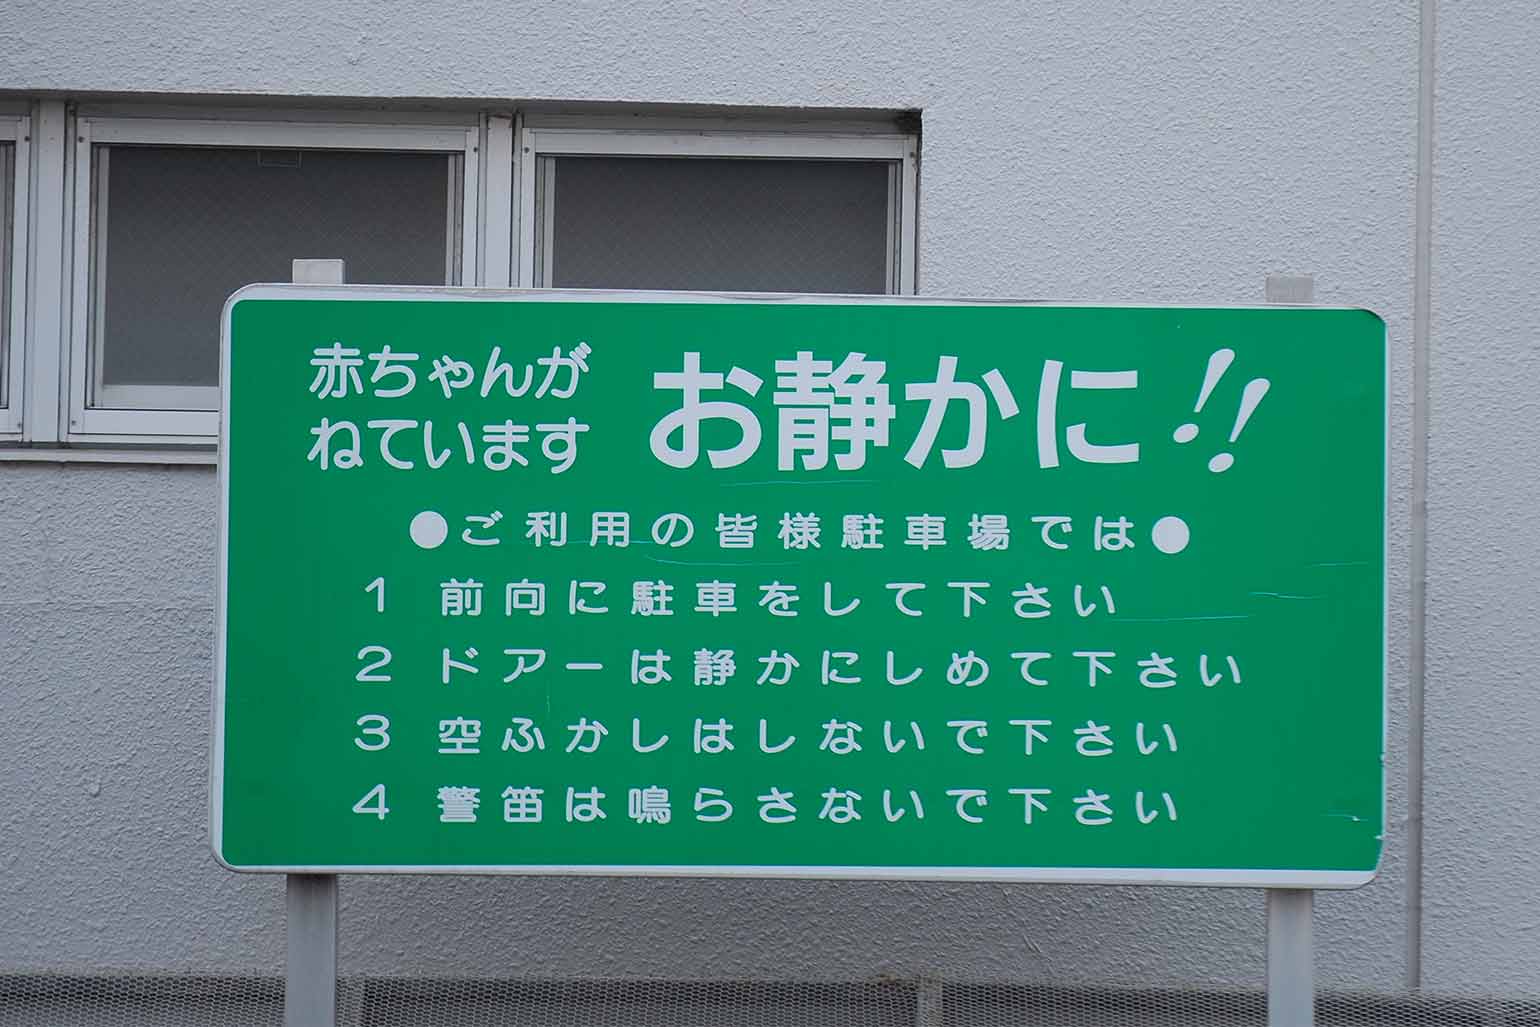 赤ちゃんが
ねています
お静かに!!
●ご利用の皆様駐車場では●
1 前向に駐車をして下さい
2 ドアーは静かにしめて下さい
3 空ふかしはしないで下さい
4 警笛は鳴らさないで下さい